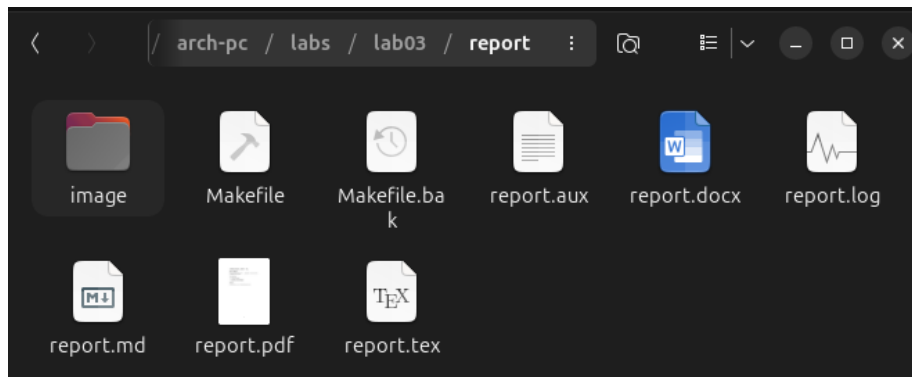 / arch-pc / labs / lab03 / report
image Makefile Makefile.ba report.aux report.docx report.log
k
report.md report.pdf report.tex